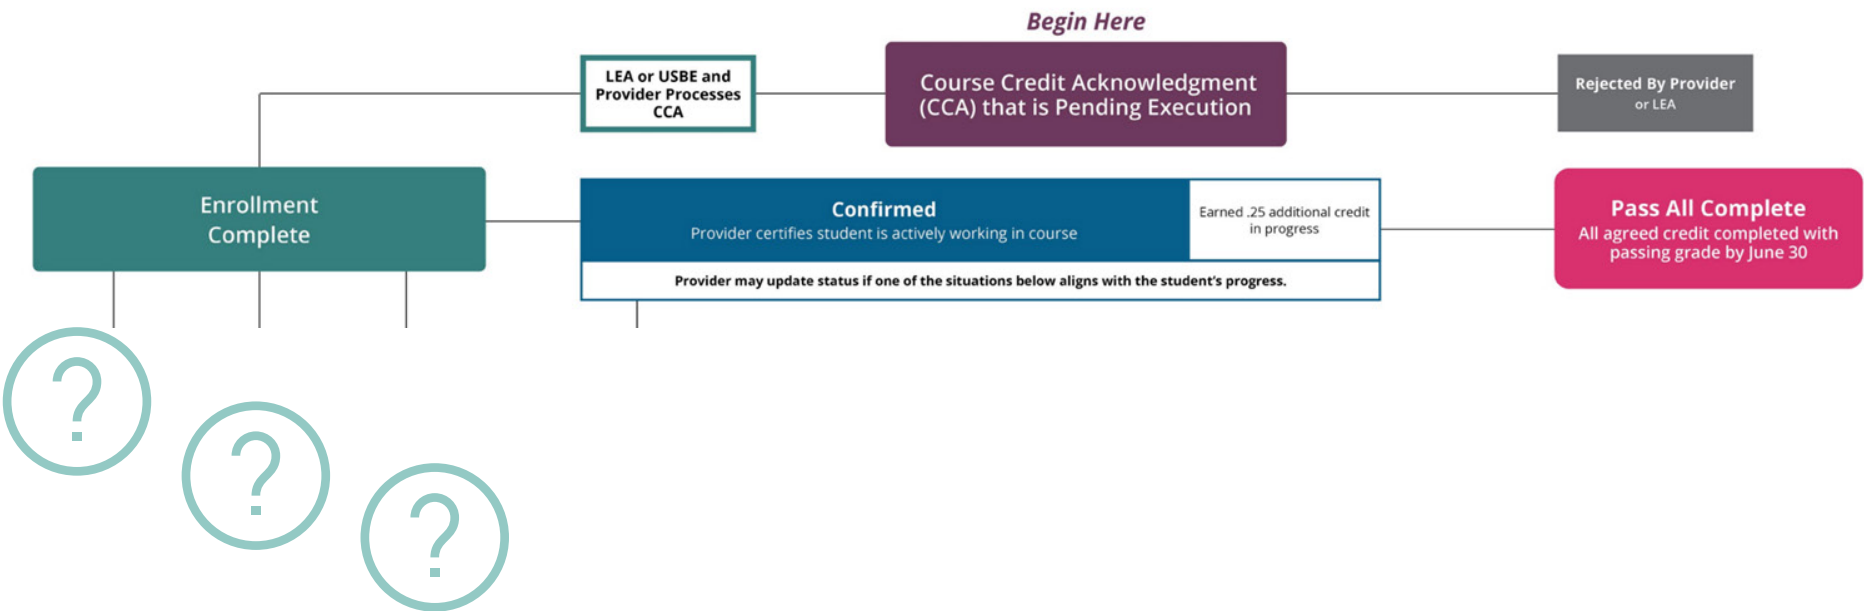 Begin Here
LEA or USBE and
Provider Processes
CCA
Course Credit Acknowledgment
(CCA) that is Pending Execution
Rejected By Provider
or LEA
Enrollment
Complete
Confirmed
Provider certifies student is actively working in course
Earned .25 additional credit
in progress
Pass All Complete
All agreed credit completed with
passing grade by June 30
Provider may update status if one of the situations below aligns with the student's progress.
?
?
?